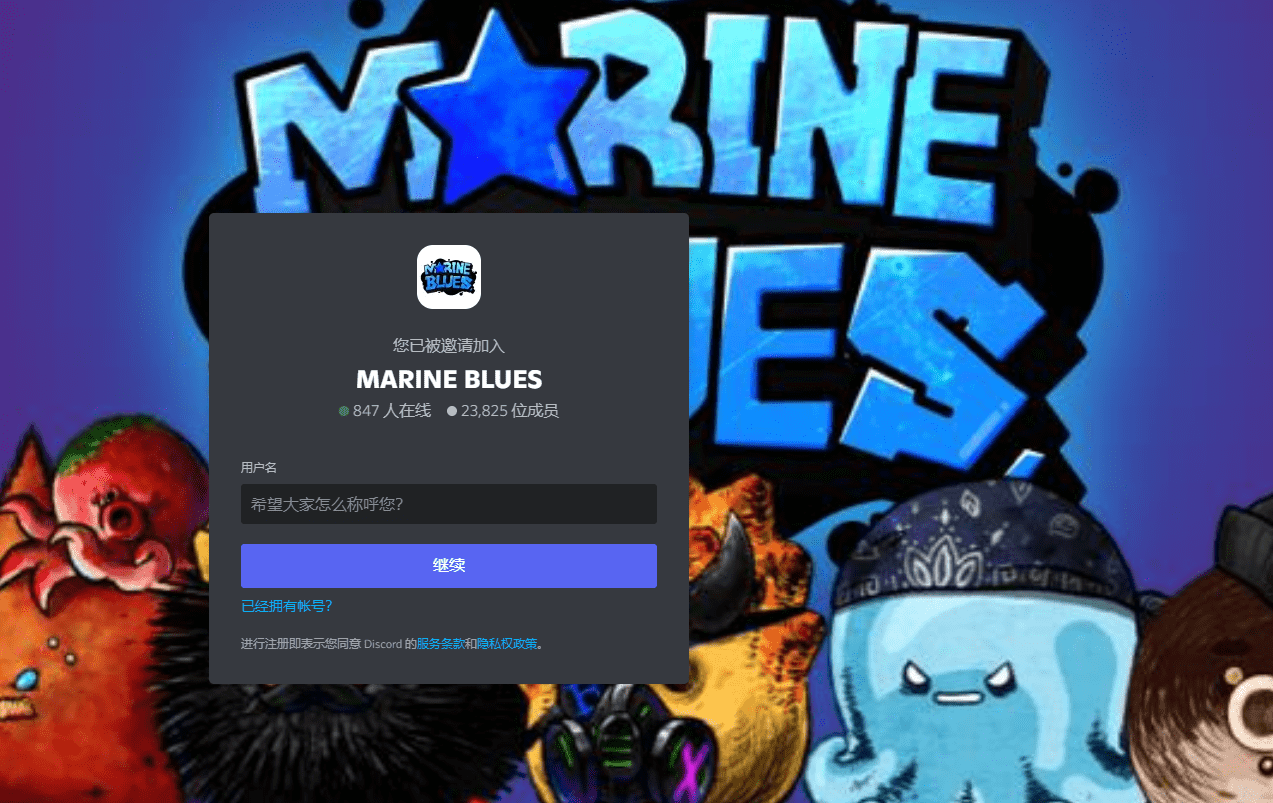 MARINE
BLUES
MARINE
BLUES
您已被邀请加入
MARINE BLUES
847 人在线 23,825 位成员
用户名
希望大家怎么称呼您?
继续
已经拥有帐号?
进行注册即表示您同意 Discord 的服务条款和隐私权政策。